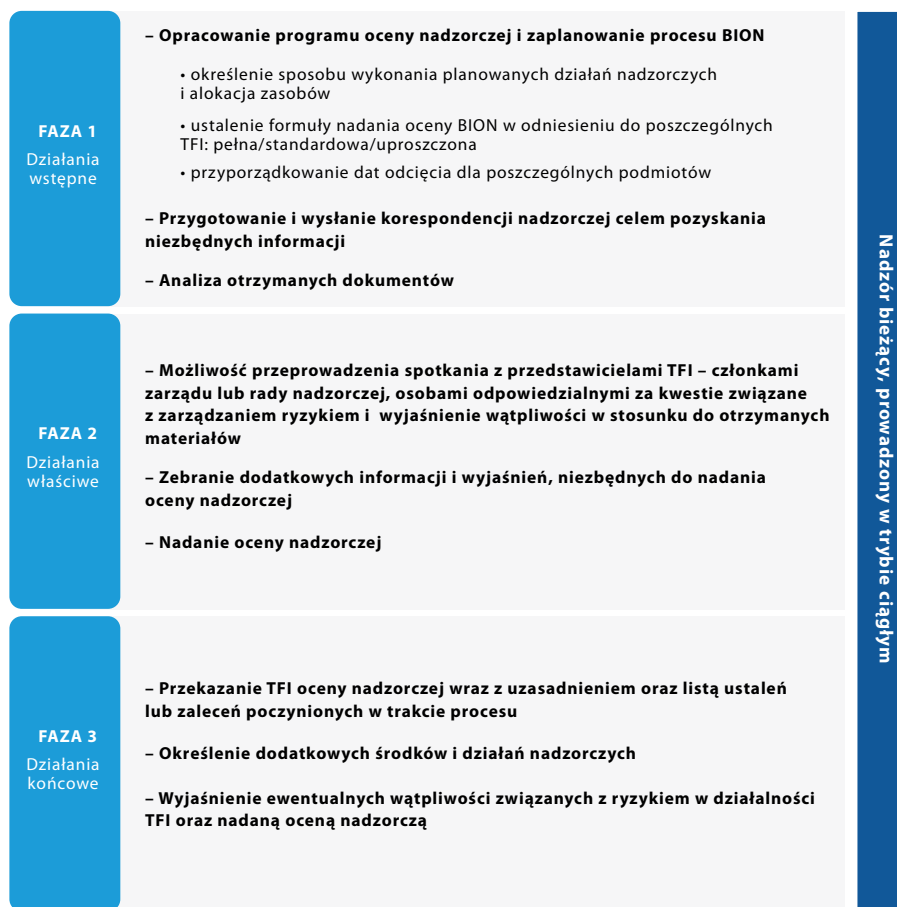 FAZA 1
Działania
wstępne
– Opracowanie programu oceny nadzorczej i zaplanowanie procesu BION
• określenie sposobu wykonania planowanych działań nadzorczych
i alokacja zasobów
• ustalenie formuły nadania oceny BION w odniesieniu do poszczególnych
TFI: pełna/standardowa/uproszczona
• przyporządkowanie dat odcięcia dla poszczególnych podmiotów
– Przygotowanie i wysłanie korespondencji nadzorczej celem pozyskania
niezbędnych informacji
– Analiza otrzymanych dokumentów
FAZA 2
Działania
właściwe
– Możliwość przeprowadzenia spotkania z przedstawicielami TFI – członkami
zarządu lub rady nadzorczej, osobami odpowiedzialnymi za kwestie związane
z zarządzaniem ryzykiem i wyjaśnienie wątpliwości w stosunku do otrzymanych
materiałów
– Zebranie dodatkowych informacji i wyjaśnień, niezbędnych do nadania
oceny nadzorczej
– Nadanie oceny nadzorczej
FAZA 3
Działania
końcowe
– Przekazanie TFI oceny nadzorczej wraz z uzasadnieniem oraz listą ustaleń
lub zaleceń poczynionych w trakcie procesu
– Określenie dodatkowych środków i działań nadzorczych
– Wyjaśnienie ewentualnych wątpliwości związanych z ryzykiem w działalności
TFI oraz nadaną oceną nadzorczą
Nadzór bieżący, prowadzony w trybie ciągłym